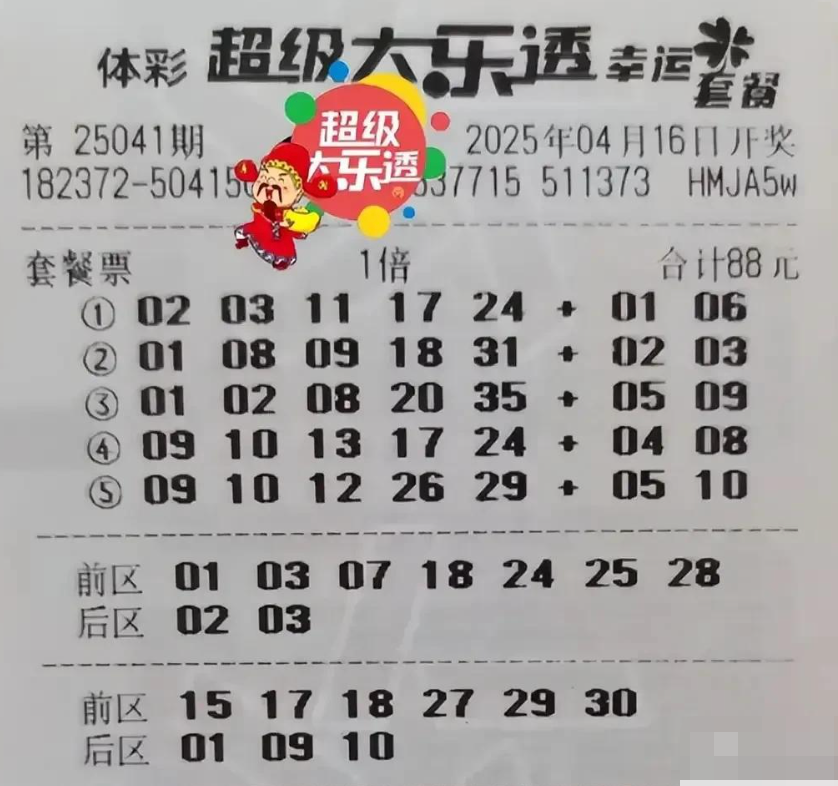 体彩 超级大乐透 幸运套餐
超级
大乐透
第 25041期 2025年04月16日开奖
182372-50415 37715 511373 HMJA5w
套餐票 1倍 合计88元
① 02 03 11 17 24 + 01 06
② 01 08 09 18 31 + 02 03
③ 01 02 08 20 35 + 05 09
④ 09 10 13 17 24 + 04 08
⑤ 09 10 12 26 29 + 05 10
前区 01 03 07 18 24 25 28
后区 02 03
前区 15 17 18 27 29 30
后区 01 09 10